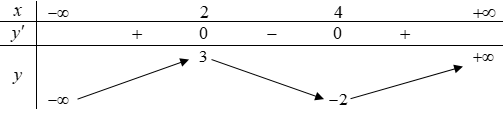 x −∞ 2 4 +∞
y′ + 0 − 0 +
3 +∞
y
−∞ −2